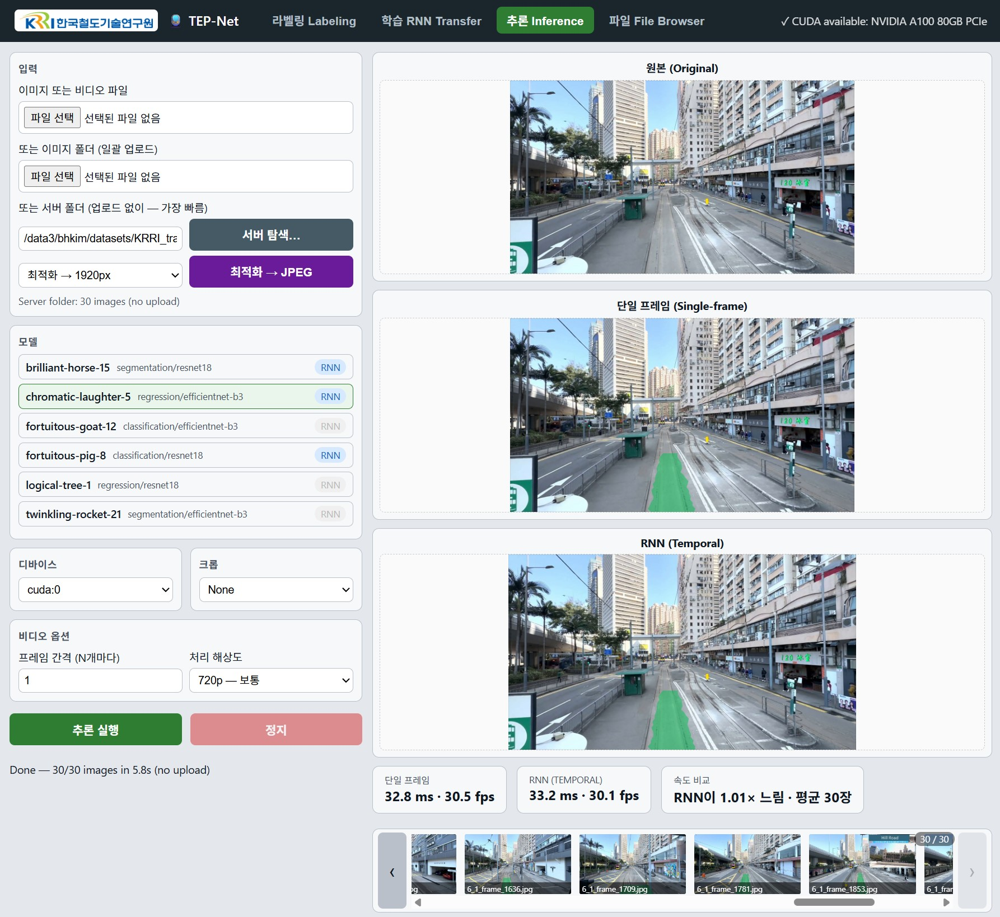 KRRI 한국철도기술연구원
TEP-Net
라벨링 Labeling
학습 RNN Transfer
추론 Inference
파일 File Browser
✓ CUDA available: NVIDIA A100 80GB PCIe
입력
이미지 또는 비디오 파일
파일 선택 선택된 파일 없음
또는 이미지 폴더 (일괄 업로드)
파일 선택 선택된 파일 없음
또는 서버 폴더 (업로드 없이 — 가장 빠름)
/data3/bhkim/datasets/KRRI_tra
서버 탐색...
최적화 → 1920px
최적화 → JPEG
Server folder: 30 images (no upload)
모델
brilliant-horse-15 segmentation/resnet18 RNN
chromatic-laughter-5 regression/efficientnet-b3 RNN
fortuitous-goat-12 classification/efficientnet-b3 RNN
fortuitous-pig-8 classification/resnet18 RNN
logical-tree-1 regression/resnet18 RNN
twinkling-rocket-21 segmentation/efficientnet-b3 RNN
디바이스
cuda:0
크롭
None
비디오 옵션
프레임 간격 (N개마다)
1
처리 해상도
720p — 보통
추론 실행
정지
Done — 30/30 images in 5.8s (no upload)
원본 (Original)
120 冰室
단일 프레임 (Single-frame)
120 冰室
RNN (Temporal)
120 冰室
단일 프레임
32.8 ms · 30.5 fps
RNN (TEMPORAL)
33.2 ms · 30.1 fps
속도 비교
RNN이 1.01× 느림 · 평균 30장
‹
pg
6_1_frame_1636.jpg
6_1_frame_1709.jpg
6_1_frame_1781.jpg
Hill Road
6_1_frame_1853.jpg
30 / 30
6_1_frar
›